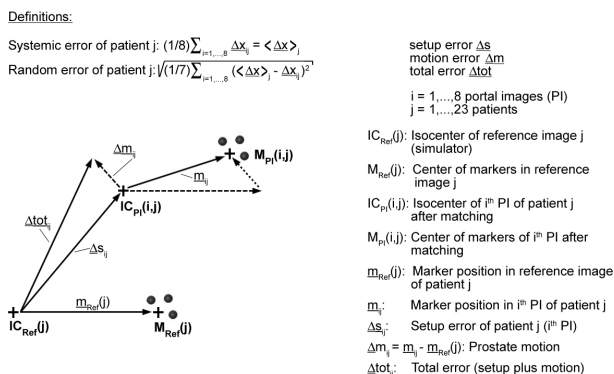 Definitions:
Systemic error of patient j: (1/8)∑i=1,...,8 Δxij = <Δx>j
Random error of patient j: √(1/7)∑i=1,...,8 (<Δx>j - Δxij)²
setup error Δs
motion error Δm
total error Δtot
i = 1,...,8 portal images (PI)
j = 1,...,23 patients
Δmij
MPI(i,j)
mij
ICPI(i,j)
Δtotij
Δsij
mRef(j)
ICRef(j)
MRef(j)
ICRef(j): Isocenter of reference image j
(simulator)
MRef(j): Center of markers in reference
image j
ICPI(i,j): Isocenter of ith PI of patient j
after matching
MPI(i,j): Center of markers of ith PI after
matching
mRef(j): Marker position in reference image
of patient j
mij: Marker position in ith PI of patient j
Δsij: Setup error of patient j (ith PI)
Δmij = mij - mRef(j): Prostate motion
Δtotij: Total error (setup plus motion)